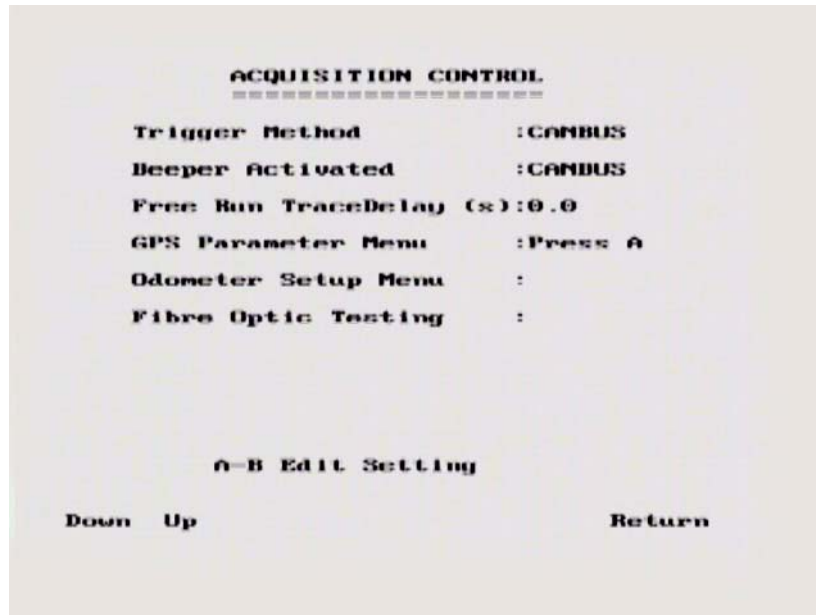 ACQUISITION CONTROL
===================
Trigger Method :CANBUS
Beeper Activated :CANBUS
Free Run TraceDelay (s):0.0
GPS Parameter Menu :Press A
Odometer Setup Menu :
Fibre Optic Testing :
A-B Edit Setting
Down Up Return